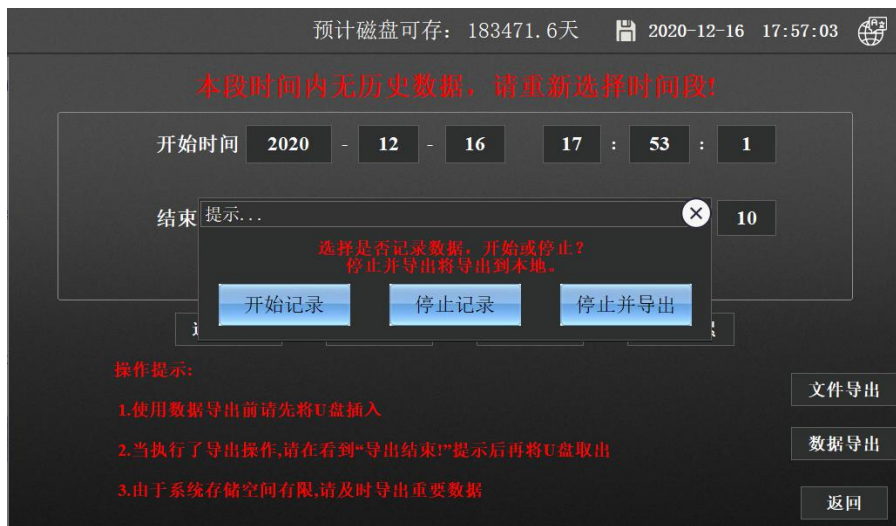 预计磁盘可存: 183471.6天 2020-12-16 17:57:03
本段时间内无历史数据，请重新选择时间段!
开始时间 2020 - 12 - 16 17 : 53 : 1
结束 10
提示...
选择是否记录数据，开始或停止?
停止并导出将导出到本地。
开始记录 停止记录 停止并导出
操作提示:
文件导出
1.使用数据导出前请先将U盘插入
2.当执行了导出操作,请在看到“导出结束!”提示后再将U盘取出
数据导出
3.由于系统存储空间有限,请及时导出重要数据
返回